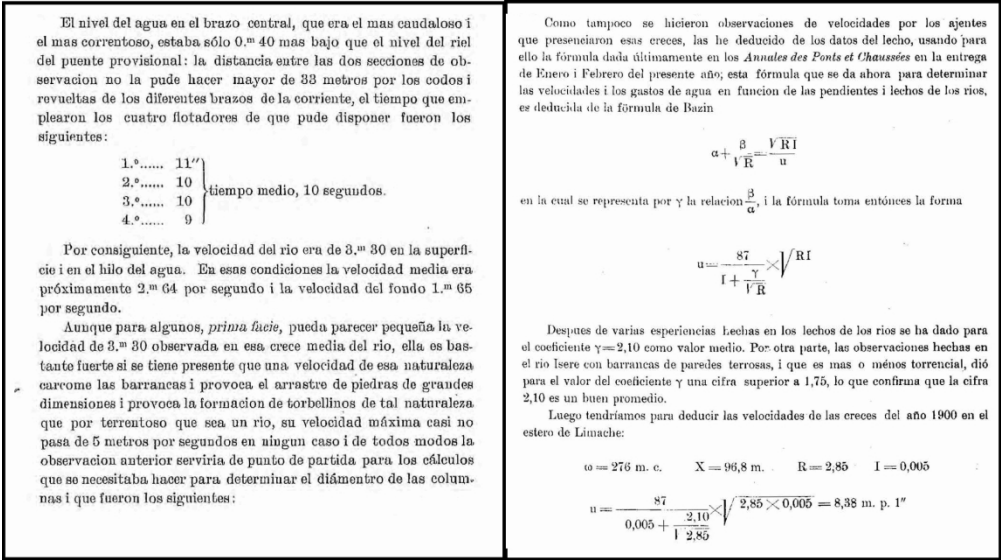 El nivel del agua en el brazo central, que era el mas caudaloso i
el mas correntoso, estaba sólo 0.ᵐ 40 mas bajo que el nivel del riel
del puente provisional: la distancia entre las dos secciones de ob-
servacion no la pude hacer mayor de 33 metros por los codos i
revueltas de los diferentes brazos de la corriente, el tiempo que em-
plearon los cuatro flotadores de que pude disponer fueron los
siguientes:
1.º...... 11″
2.º...... 10
3.º...... 10
4.º...... 9
tiempo medio, 10 segundos.
Por consiguiente, la velocidad del rio era de 3.ᵐ 30 en la superfi-
cie i en el hilo del agua. En esas condiciones la velocidad media era
próximamente 2.ᵐ 64 por segundo i la velocidad del fondo 1.ᵐ 65
por segundo.
Aunque para algunos, prima facie, pueda parecer pequeña la ve-
locidad de 3.ᵐ 30 observada en esa crece media del rio, ella es bas-
tante fuerte si se tiene presente que una velocidad de esa naturaleza
carcome las barrancas i provoca el arrastre de piedras de grandes
dimensiones i provoca la formacion de torbellinos de tal naturaleza
que por terrentoso que sea un rio, su velocidad máxima casi no
pasa de 5 metros por segundos en ningun caso i de todos modos la
observacion anterior serviria de punto de partida para los cálculos
que se necesitaba hacer para determinar el diámentro de las colum-
nas i que fueron los siguientes:
Como tampoco se hicieron observaciones de velocidades por los ajentes
que presenciaron esas creces, las he deducido de los datos del lecho, usando para
ello la fórmula dada últimamente en los Annales des Ponts et Chaussées en la entrega
de Enero i Febrero del presente año; esta fórmula que se da ahora para determinar
las velocidades i los gastos de agua en funcion de las pendientes i lechos de los rios,
es deducida de la fórmula de Bazin
α + β/√R = √RI/u
en la cual se representa por γ la relacion β/α, i la fórmula toma entónces la forma
u = 87/(1 + γ/√R) × √RI
Despues de varias esperiencias hechas en los lechos de los rios se ha dado para
el coeficiente γ=2,10 como valor medio. Por otra parte, las observaciones hechas en
el rio Isere con barrancas de paredes terrosas, i que es mas o ménos torrencial, dió
para el valor del coeficiente γ una cifra superior a 1,75, lo que confirma que la cifra
2,10 es un buen promedio.
Luego tendríamos para deducir las velocidades de las creces del año 1900 en el
estero de Limache:
ω = 276 m. c. X = 96,8 m. R = 2,85 I = 0,005
u = 87/(0,005 + 2,10/√2,85) × √2,85 × 0,005 = 8,38 m. p. 1″